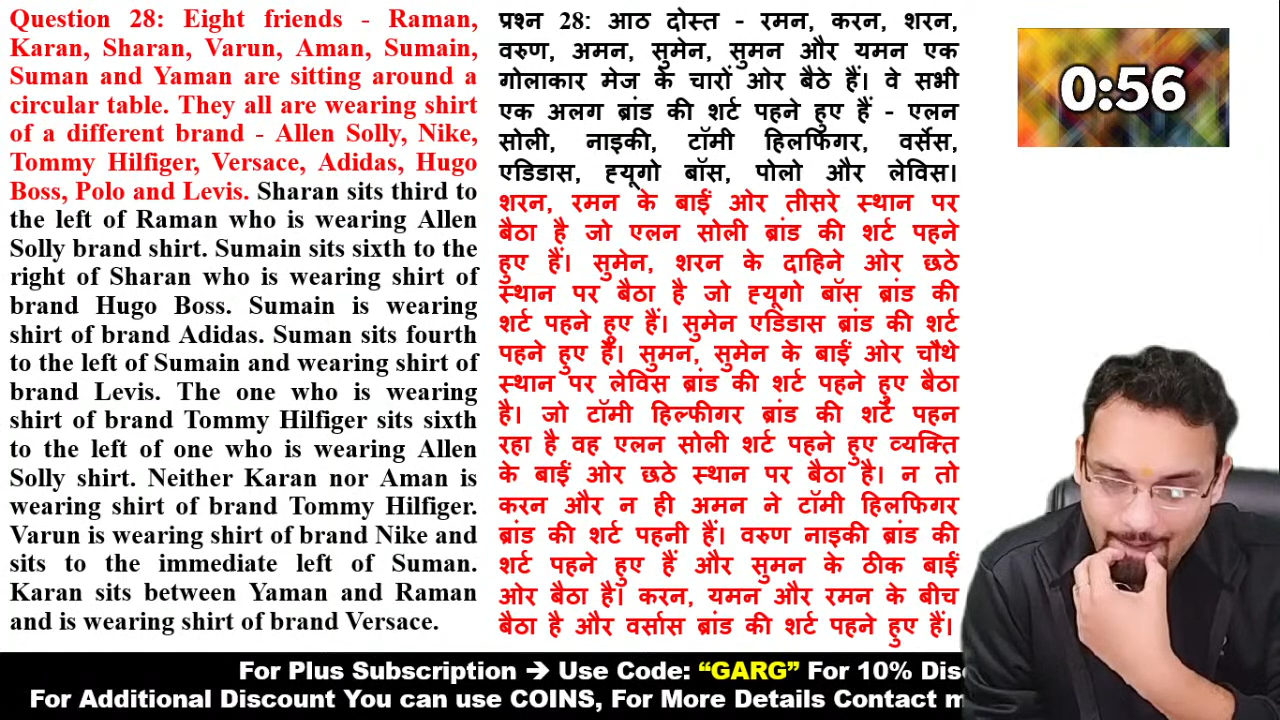 Question 28: Eight friends - Raman,
Karan, Sharan, Varun, Aman, Sumain,
Suman and Yaman are sitting around a
circular table. They all are wearing shirt
of a different brand - Allen Solly, Nike,
Tommy Hilfiger, Versace, Adidas, Hugo
Boss, Polo and Levis. Sharan sits third to
the left of Raman who is wearing Allen
Solly brand shirt. Sumain sits sixth to the
right of Sharan who is wearing shirt of
brand Hugo Boss. Sumain is wearing
shirt of brand Adidas. Suman sits fourth
to the left of Sumain and wearing shirt of
brand Levis. The one who is wearing
shirt of brand Tommy Hilfiger sits sixth
to the left of one who is wearing Allen
Solly shirt. Neither Karan nor Aman is
wearing shirt of brand Tommy Hilfiger.
Varun is wearing shirt of brand Nike and
sits to the immediate left of Suman.
Karan sits between Yaman and Raman
and is wearing shirt of brand Versace.
प्रश्न 28: आठ दोस्त - रमन, करन, शरन,
वरुण, अमन, सुमेन, सुमन और यमन एक
गोलाकार मेज के चारों ओर बैठे हैं। वे सभी
एक अलग ब्रांड की शर्ट पहने हुए हैं - एलन
सोली, नाइकी, टॉमी हिलफिगर, वर्सेस,
एडिडास, ह्यूगो बॉस, पोलो और लेविस।
शरन, रमन के बाईं ओर तीसरे स्थान पर
बैठा है जो एलन सोली ब्रांड की शर्ट पहने
हुए हैं। सुमेन, शरन के दाहिने ओर छठे
स्थान पर बैठा है जो ह्यूगो बॉस ब्रांड की
शर्ट पहने हुए हैं। सुमेन एडिडास ब्रांड की शर्ट
पहने हुए हैं। सुमन, सुमेन के बाईं ओर चौथे
स्थान पर लेविस ब्रांड की शर्ट पहने हुए बैठा
है। जो टॉमी हिल्फीगर ब्रांड की शर्ट पहन
रहा है वह एलन सोली शर्ट पहने हुए व्यक्ति
के बाईं ओर छठे स्थान पर बैठा है। न तो
करन और न ही अमन ने टॉमी हिलफिगर
ब्रांड की शर्ट पहनी हैं। वरुण नाइकी ब्रांड की
शर्ट पहने हुए हैं और सुमन के ठीक बाईं
ओर बैठा है। करन, यमन और रमन के बीच
बैठा है और वर्सास ब्रांड की शर्ट पहने हुए हैं।
0:56
For Plus Subscription → Use Code: “GARG” For 10% Disc
For Additional Discount You can use COINS, For More Details Contact m